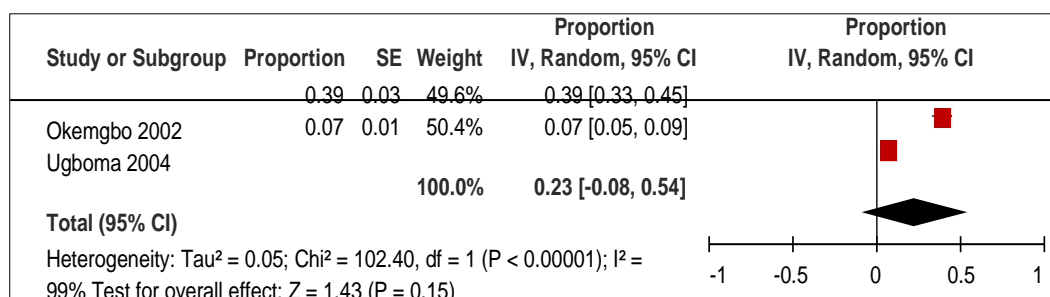 Proportion Proportion
Study or Subgroup Proportion SE Weight IV, Random, 95% CI IV, Random, 95% CI
0.39 0.03 49.6% 0.39 [0.33, 0.45]
Okemgbo 2002 0.07 0.01 50.4% 0.07 [0.05, 0.09]
Ugboma 2004
100.0% 0.23 [-0.08, 0.54]
Total (95% CI)
Heterogeneity: Tau² = 0.05; Chi² = 102.40, df = 1 (P < 0.00001); I² =
99% Test for overall effect: Z = 1.43 (P = 0.15)
-1 -0.5 0 0.5 1